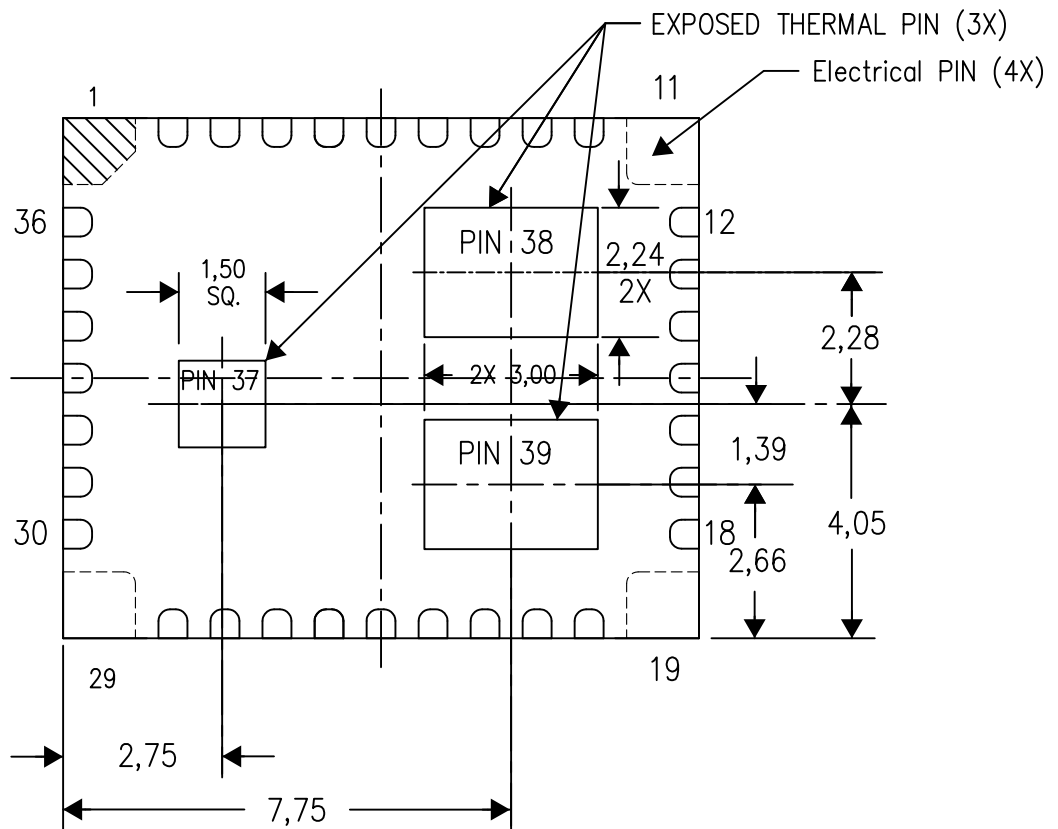 EXPOSED THERMAL PIN (3X)
Electrical PIN (4X)
1
11
36
12
PIN 38
2,24
2X
1,50
SQ.
2,28
PIN 37
2X 3,00
1,39
PIN 39
30
18
4,05
2,66
29
19
2,75
7,75